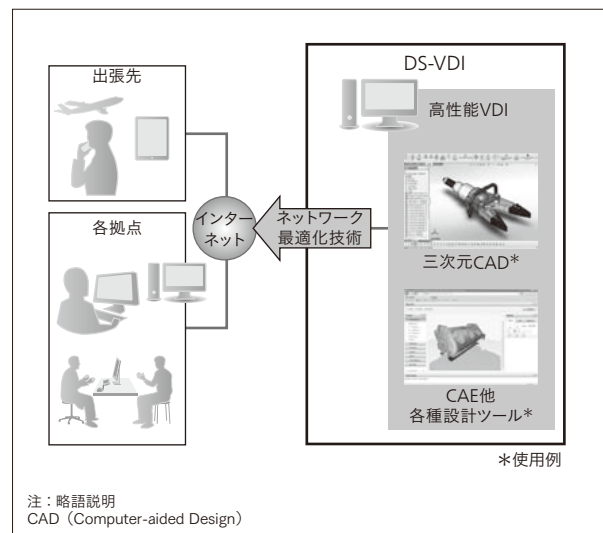 出張先
各拠点
インター
ネット
ネットワーク
最適化技術
DS-VDI
高性能VDI
三次元CAD*
CAE他
各種設計ツール*
*使用例
注：略語説明
CAD（Computer-aided Design）